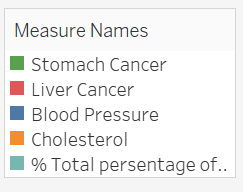 Measure Names
Stomach Cancer
Liver Cancer
Blood Pressure
Cholesterol
% Total persentage of..